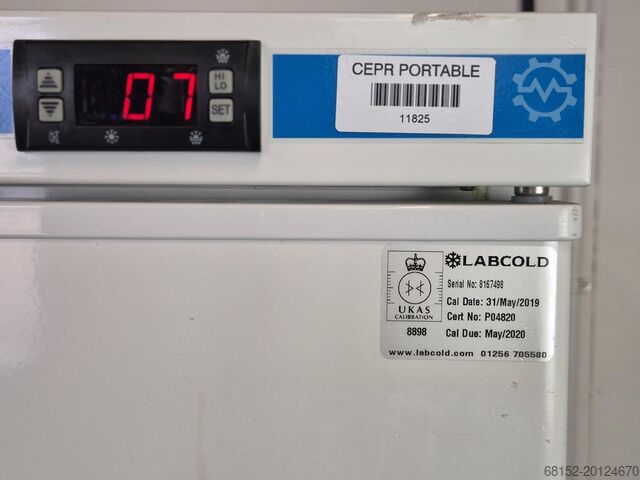 07
HI
LO
SET
CEPR PORTABLE
11825
LABCOLD
Serial No: 8167498
Cal Date: 31/May/2019
Cert No: P04820
Cal Due: May/2020
UKAS
CALIBRATION
8898
www.labcold.com 01256 705580
68152-20124670